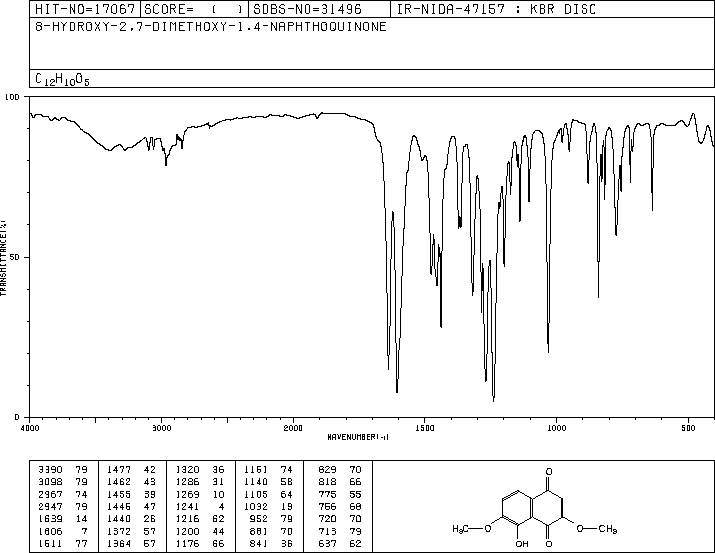 HIT-NO=17067 SCORE= ( ) SDBS-NO=31496 IR-NIDA-47157 : KBR DISC
8-HYDROXY-2,7-DIMETHOXY-1,4-NAPHTHOQUINONE
C12H10O5
100
50
0
TRANSMITTANCE(%)
4000 3000 2000 1500 1000 500
WAVENUMBER(-1)
3390 79 1477 42 1320 36 1161 74 829 70
3098 79 1462 43 1286 31 1140 58 818 66
2967 74 1455 39 1269 10 1105 64 775 55
2947 79 1446 47 1241 4 1032 19 756 68
1639 14 1440 26 1216 62 952 79 720 70
1606 7 1372 57 1200 44 881 70 713 79
1511 77 1364 57 1176 66 841 36 637 62
O
H3C O O CH3
OH O